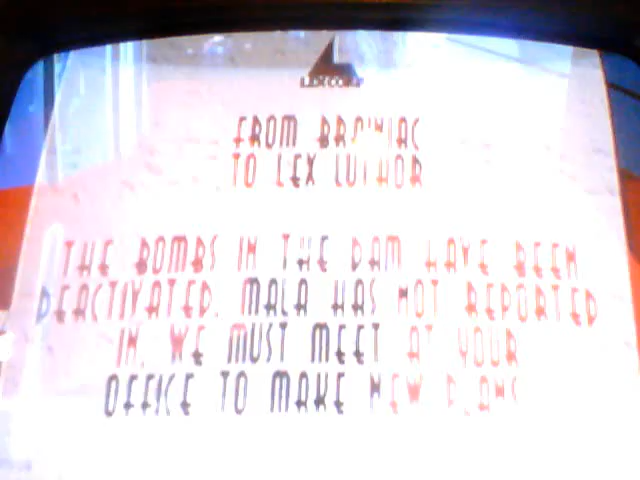 LEXCORP
FROM BRAINIAC
TO LEX LUTHOR
THE BOMBS IN THE DAM HAVE BEEN
DEACTIVATED. MALA HAS NOT REPORTED
IN. WE MUST MEET AT YOUR
OFFICE TO MAKE NEW PLANS